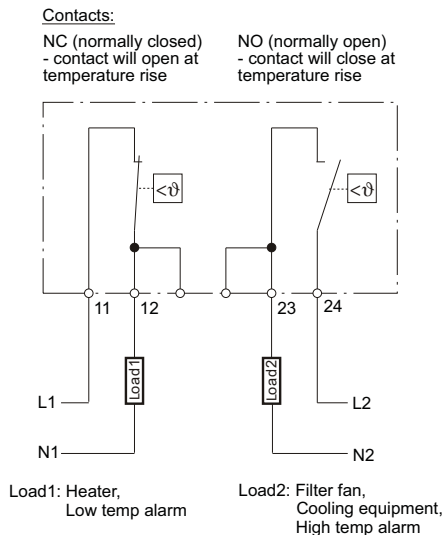 Contacts:
NC (normally closed)
- contact will open at
temperature rise
NO (normally open)
- contact will close at
temperature rise
<ϑ
<ϑ
11
12
23
24
Load1
Load2
L1
L2
N1
N2
Load1: Heater,
Low temp alarm
Load2: Filter fan,
Cooling equipment,
High temp alarm